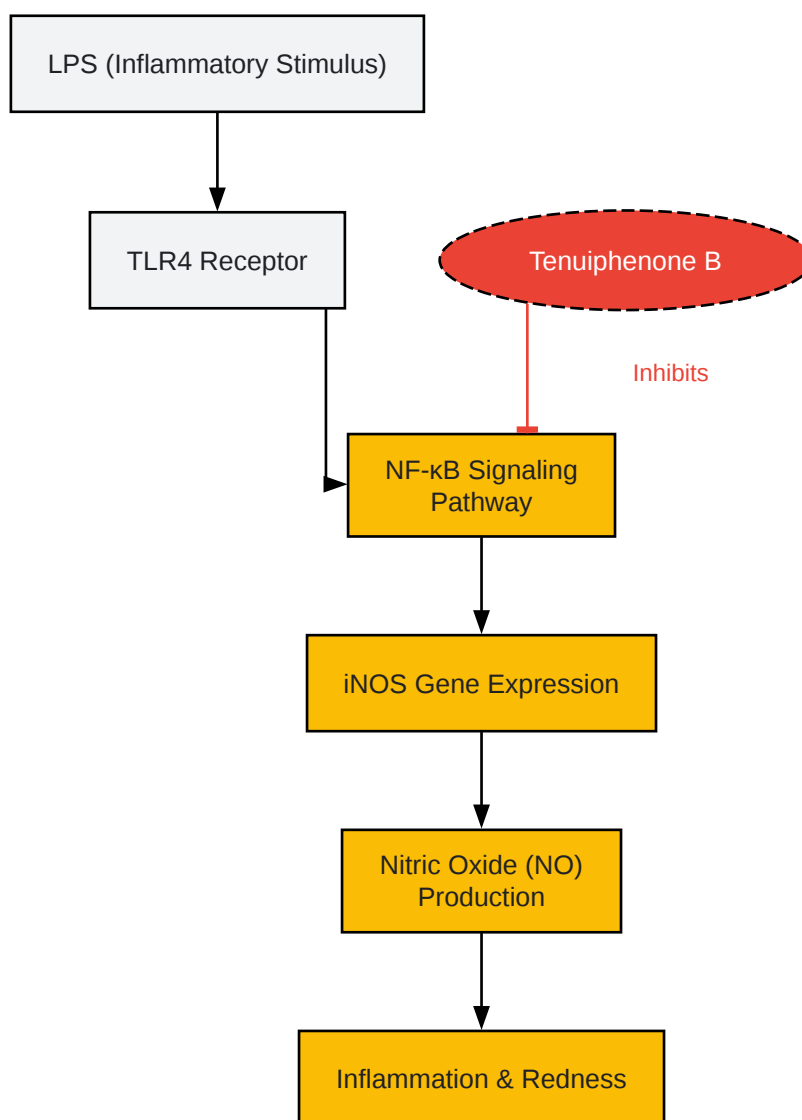 LPS (Inflammatory Stimulus)
TLR4 Receptor
Tenuiphenone B
Inhibits
NF-κB Signaling
Pathway
iNOS Gene Expression
Nitric Oxide (NO)
Production
Inflammation & Redness